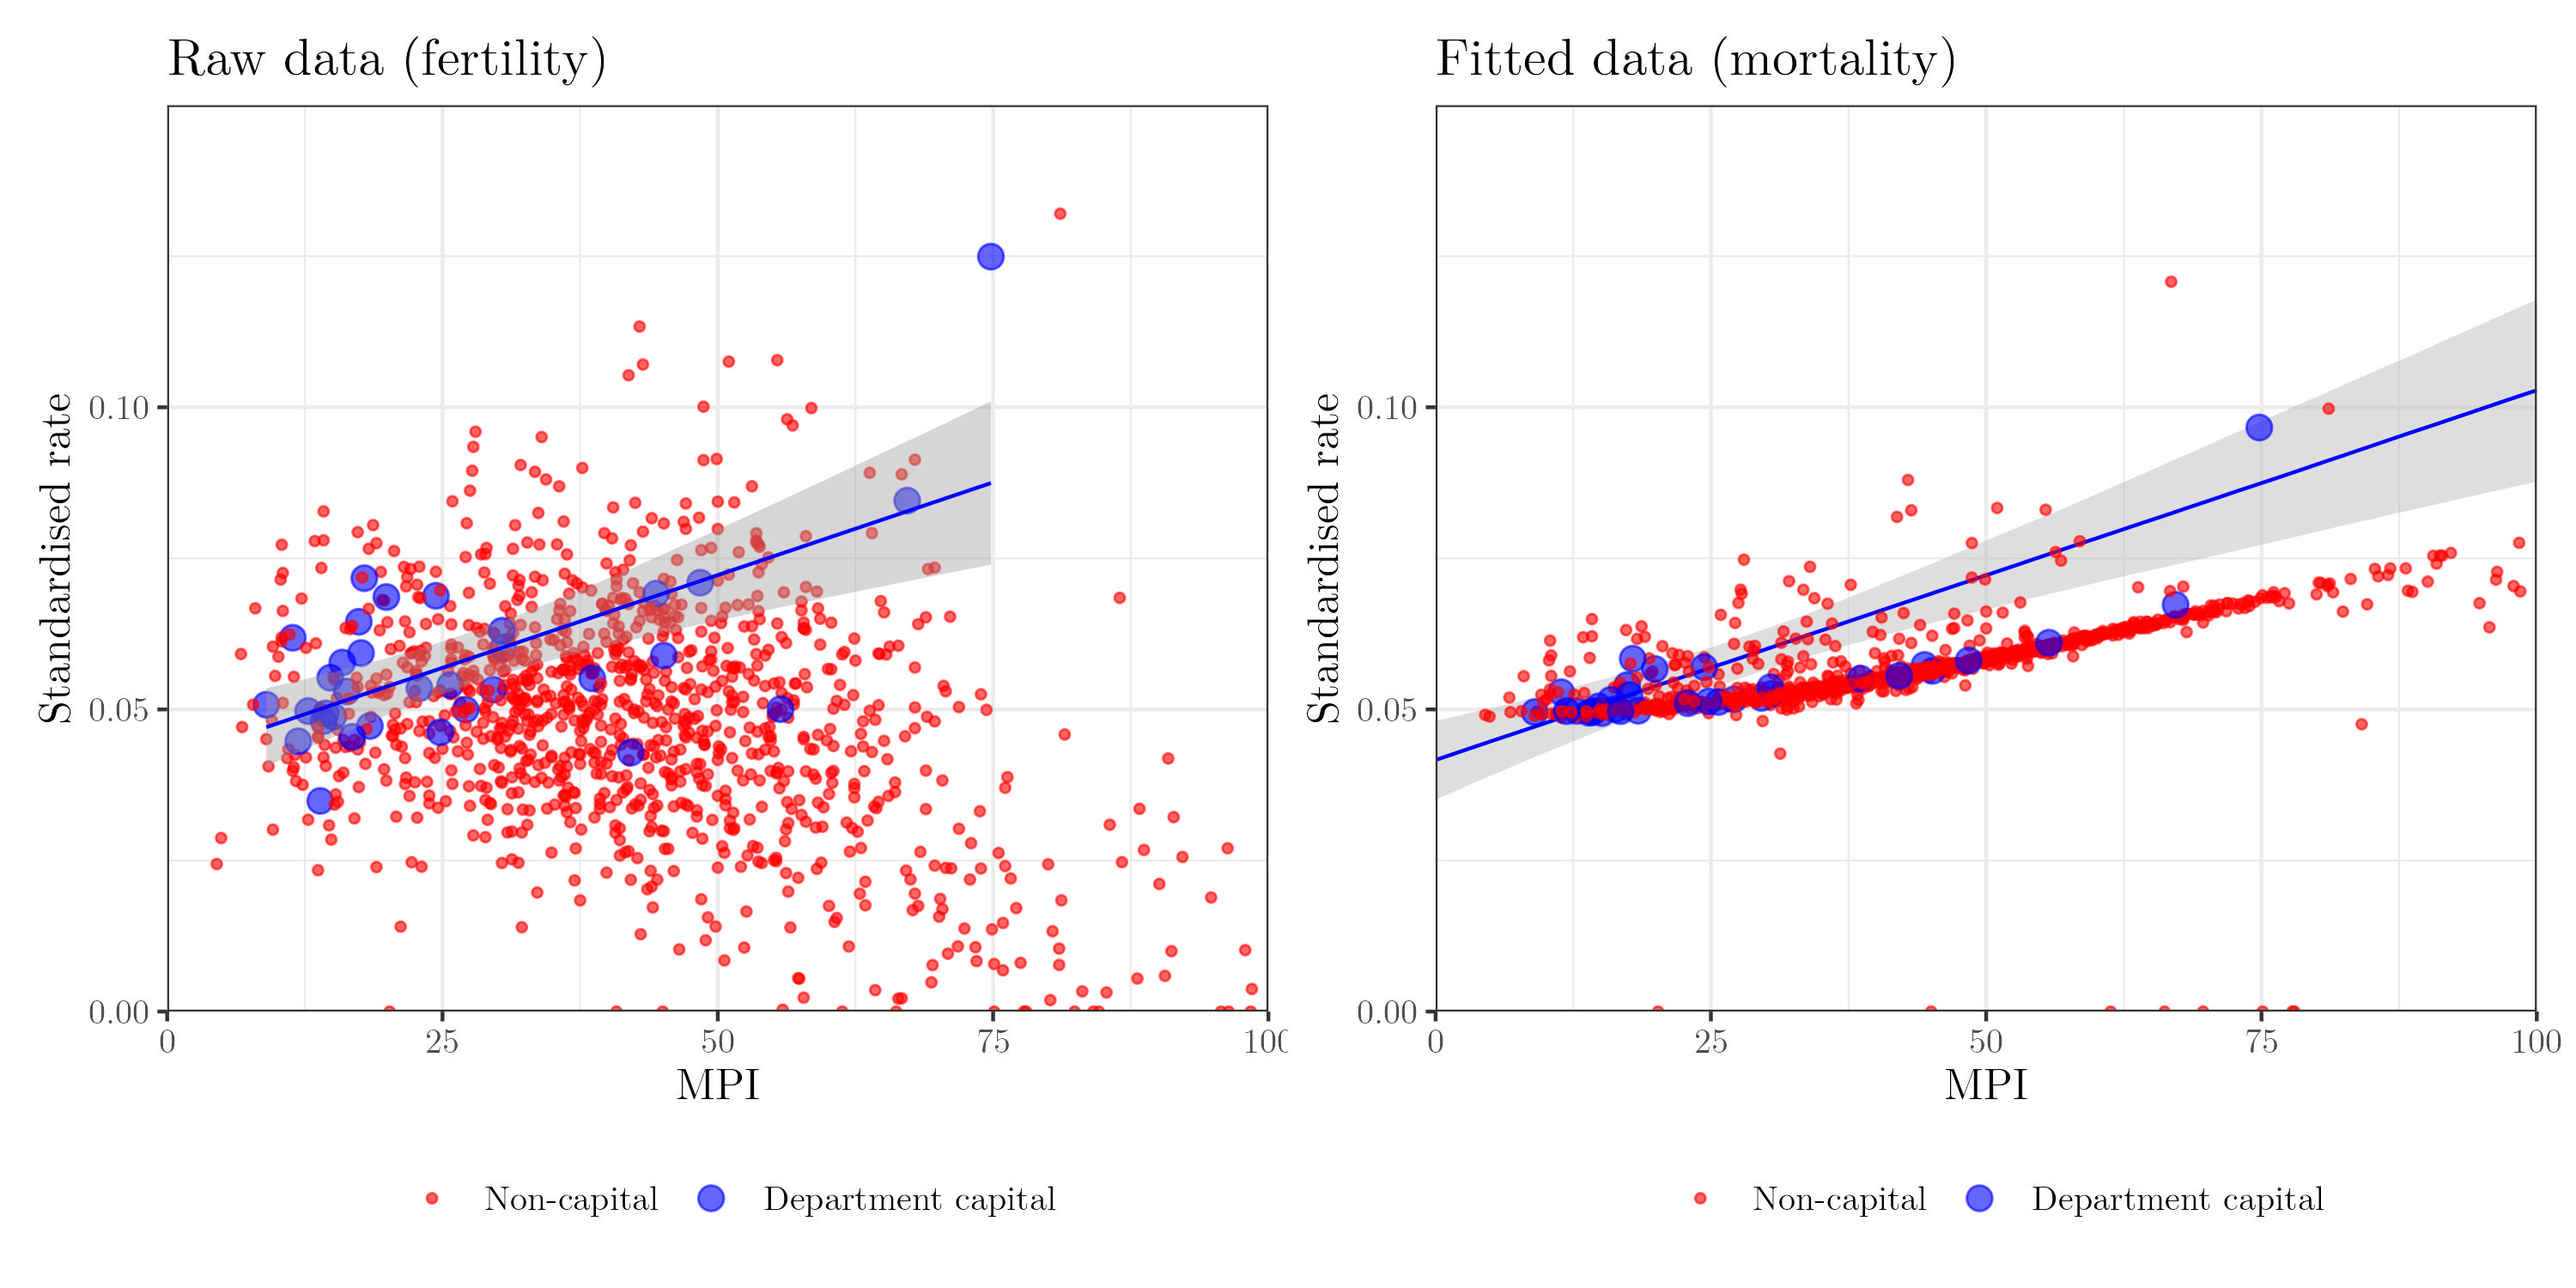 Raw data (fertility)
Standardised rate
0.10
0.05
0.00
0
25
50
75
100
MPI
Non-capital
Department capital
Fitted data (mortality)
Standardised rate
0.10
0.05
0.00
0
25
50
75
100
MPI
Non-capital
Department capital